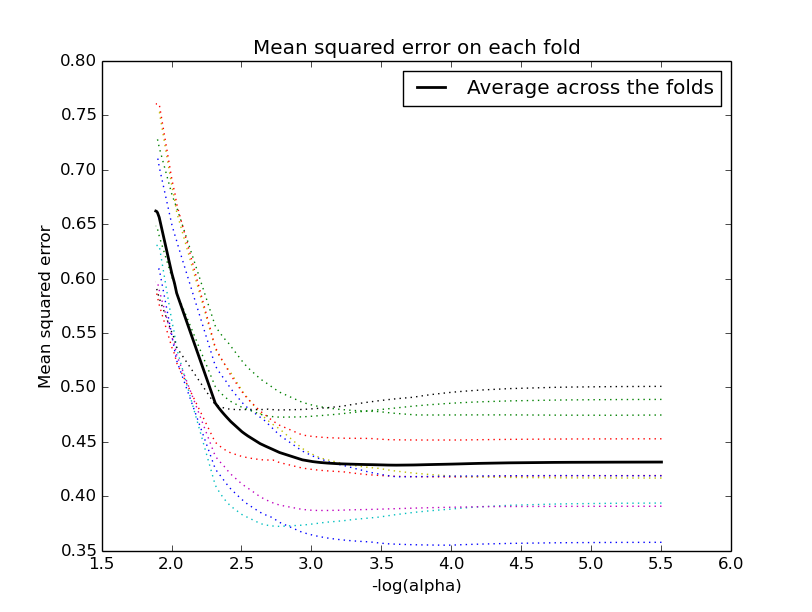 Mean squared error on each fold
Average across the folds
Mean squared error
0.80
0.75
0.70
0.65
0.60
0.55
0.50
0.45
0.40
0.35
1.5 2.0 2.5 3.0 3.5 4.0 4.5 5.0 5.5 6.0
-log(alpha)